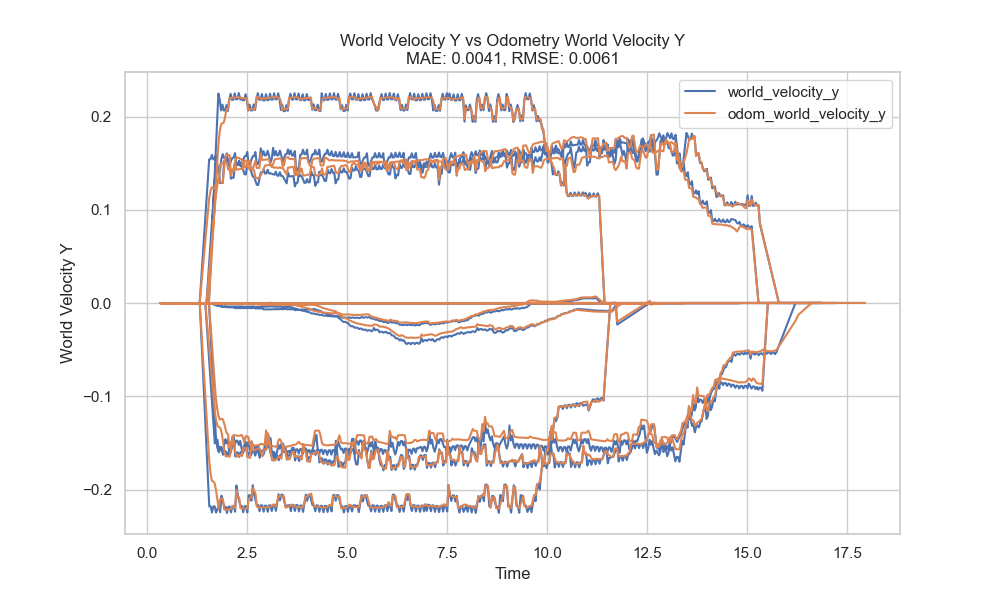 World Velocity Y vs Odometry World Velocity Y
MAE: 0.0041, RMSE: 0.0061
world_velocity_y
odom_world_velocity_y
World Velocity Y
0.2
0.1
0.0
−0.1
−0.2
0.0 2.5 5.0 7.5 10.0 12.5 15.0 17.5
Time